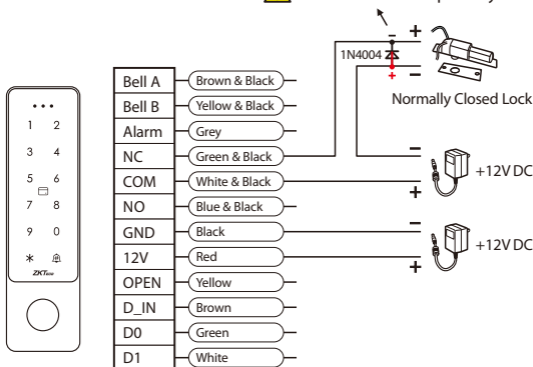 − +
1N4004
+ −
Normally Closed Lock
Bell A Brown & Black
Bell B Yellow & Black
Alarm Grey
NC Green & Black
COM White & Black
NO Blue & Black
GND Black
12V Red
OPEN Yellow
D_IN Brown
D0 Green
D1 White
−
+12V DC
+
−
+12V DC
+
1 2
3 4
5 6
7 8
9 0
*
ZKTeco